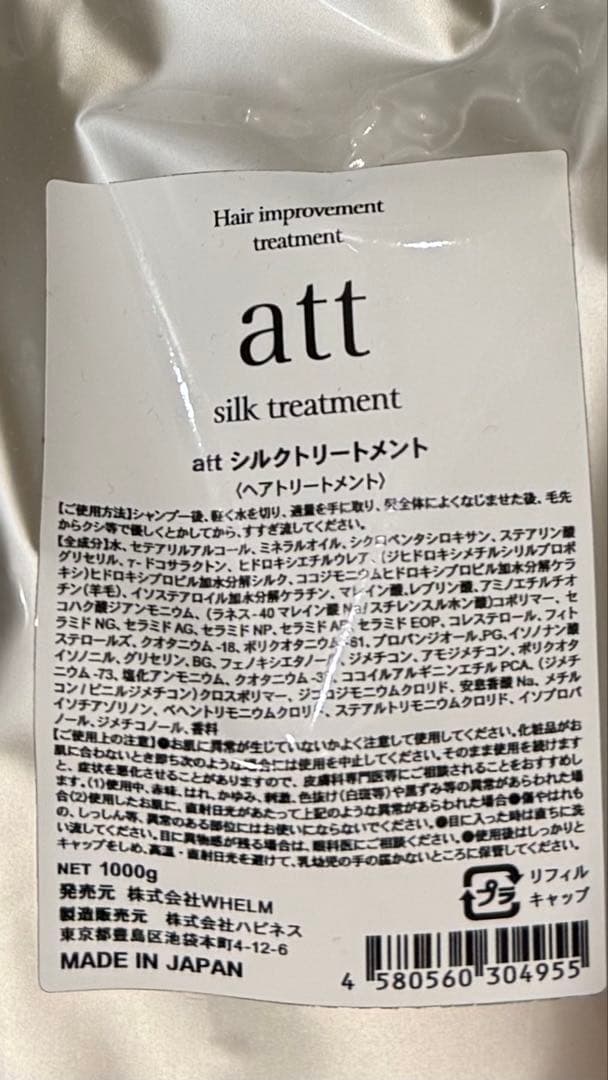 Hair improvement
treatment
att
silk treatment
att シルクトリートメント
〈ヘアトリートメント〉
【ご使用方法】シャンプー後、軽く水を切り、適量を手に取り、髪全体によくなじませた後、毛先
からクシ等で優しくとかしてから、すすぎ流してください。
【全成分】水、セテアリルアルコール、ミネラルオイル、シクロペンタシロキサン、ステアリン酸
グリセリル、γ-ドコサラクトン、ヒドロキシエチルウレア、(ジヒドロキシメチルシリルプロポ
キシ)ヒドロキシプロピル加水分解シルク、ココジモニウムヒドロキシプロピル加水分解ケラ
チン(羊毛)、イソステアロイル加水分解ケラチン、マレイン酸、レブリン酸、アミノエチルチオ
コハク酸ジアンモニウム、(ラネス-40マレイン酸Na/スチレンスルホン酸)コポリマー、セ
ラミドNG、セラミドAG、セラミドNP、セラミドAP、セラミドEOP、コレステロール、フィト
ステロールズ、クオタニウム-18、ポリクオタニウム-61、プロパンジオール、PG、イソノナン酸
イソノニル、グリセリン、BG、フェノキシエタノール、ジメチコン、アモジメチコン、ポリクオタ
ニウム-73、塩化アンモニウム、クオタニウム-3、ココイルアルギニンエチルPCA、(ジメチ
コン/ビニルジメチコン)クロスポリマー、ジココジモニウムクロリド、安息香酸Na、メチル
イソチアゾリノン、ベヘントリモニウムクロリド、ステアルトリモニウムクロリド、イソプロパ
ノール、ジメチコノール、香料
【ご使用上の注意】●お肌に異常が生じていないかよく注意して使用してください。化粧品がお
肌に合わないとき即ち次のような場合には使用を中止してください。そのまま使用を続けます
と、症状を悪化させることがありますので、皮膚科専門医等にご相談されることをおすすめし
ます。(1)使用中、赤味、はれ、かゆみ、刺激、色抜け(白斑等)や黒ずみ等の異常があらわれた場
合(2)使用したお肌に、直射日光があたって上記のような異常があらわれた場合●傷やはれも
の、しっしん等、異常のある部位にはお使いにならないでください。●目に入った時は直ちに洗
い流してください。目に異物感が残る場合は、眼科医にご相談ください。●使用後はしっかりと
キャップをしめ、高温・直射日光を避けて、乳幼児の手の届かないところに保管してください。
NET 1000g
発売元 株式会社WHELM
製造販売元 株式会社ハピネス
東京都豊島区池袋本町4-12-6
MADE IN JAPAN
プラ
リフィル
キャップ
4 580560 304955